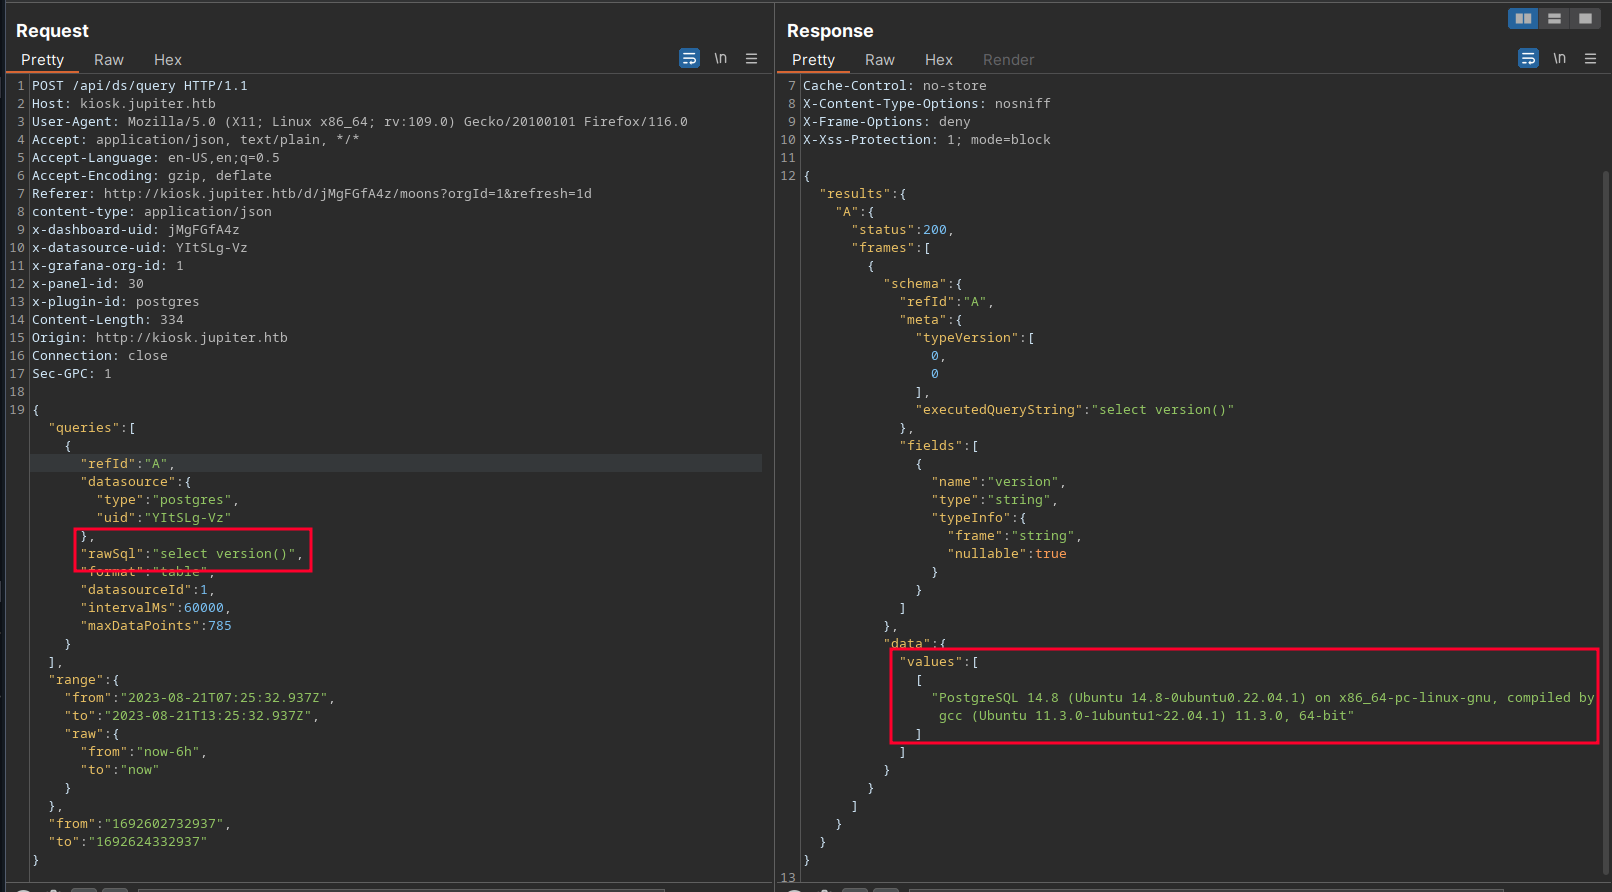 Request
Pretty Raw Hex
\n
1 POST /api/ds/query HTTP/1.1
2 Host: kiosk.jupiter.htb
3 User-Agent: Mozilla/5.0 (X11; Linux x86_64; rv:109.0) Gecko/20100101 Firefox/116.0
4 Accept: application/json, text/plain, */*
5 Accept-Language: en-US,en;q=0.5
6 Accept-Encoding: gzip, deflate
7 Referer: http://kiosk.jupiter.htb/d/jMgFGfA4z/moons?orgId=1&refresh=1d
8 content-type: application/json
9 x-dashboard-uid: jMgFGfA4z
10 x-datasource-uid: YItSLg-Vz
11 x-grafana-org-id: 1
12 x-panel-id: 30
13 x-plugin-id: postgres
14 Content-Length: 334
15 Origin: http://kiosk.jupiter.htb
16 Connection: close
17 Sec-GPC: 1
18
19 {
"queries":[
{
"refId":"A",
"datasource":{
"type":"postgres",
"uid":"YItSLg-Vz"
},
"rawSql":"select version()",
"format":"table",
"datasourceId":1,
"intervalMs":60000,
"maxDataPoints":785
}
],
"range":{
"from":"2023-08-21T07:25:32.937Z",
"to":"2023-08-21T13:25:32.937Z",
"raw":{
"from":"now-6h",
"to":"now"
}
},
"from":"1692602732937",
"to":"1692624332937"
}
Response
Pretty Raw Hex Render
\n
7 Cache-Control: no-store
8 X-Content-Type-Options: nosniff
9 X-Frame-Options: deny
10 X-Xss-Protection: 1; mode=block
11
12 {
"results":{
"A":{
"status":200,
"frames":[
{
"schema":{
"refId":"A",
"meta":{
"typeVersion":[
0,
0
],
"executedQueryString":"select version()"
},
"fields":[
{
"name":"version",
"type":"string",
"typeInfo":{
"frame":"string",
"nullable":true
}
}
]
},
"data":{
"values":[
[
"PostgreSQL 14.8 (Ubuntu 14.8-0ubuntu0.22.04.1) on x86_64-pc-linux-gnu, compiled by
gcc (Ubuntu 11.3.0-1ubuntu1~22.04.1) 11.3.0, 64-bit"
]
]
}
}
]
}
}
}
13